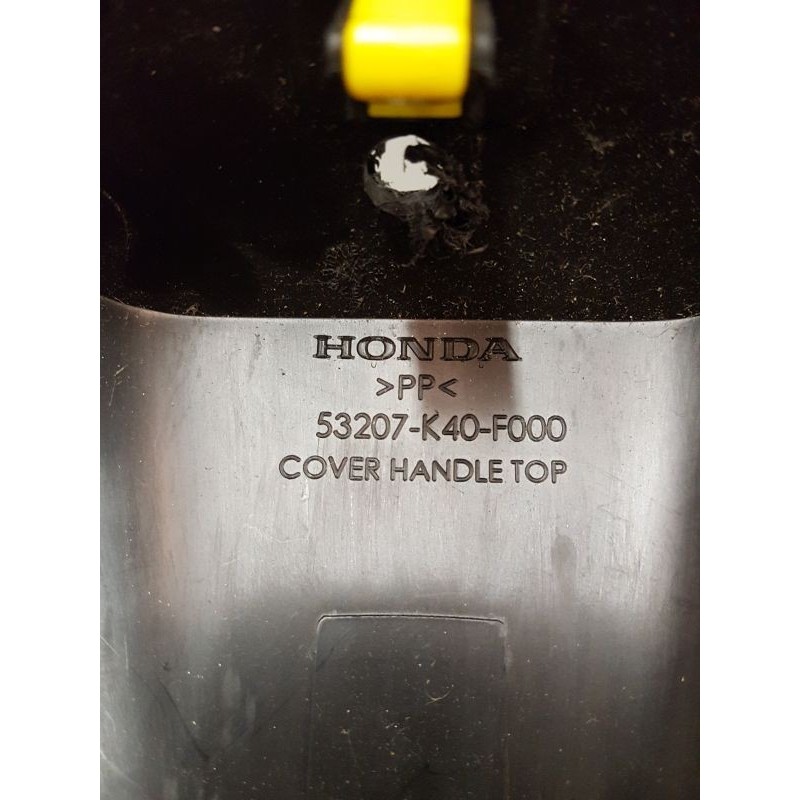 HONDA
>PP<
53207-K40-F000
COVER HANDLE TOP